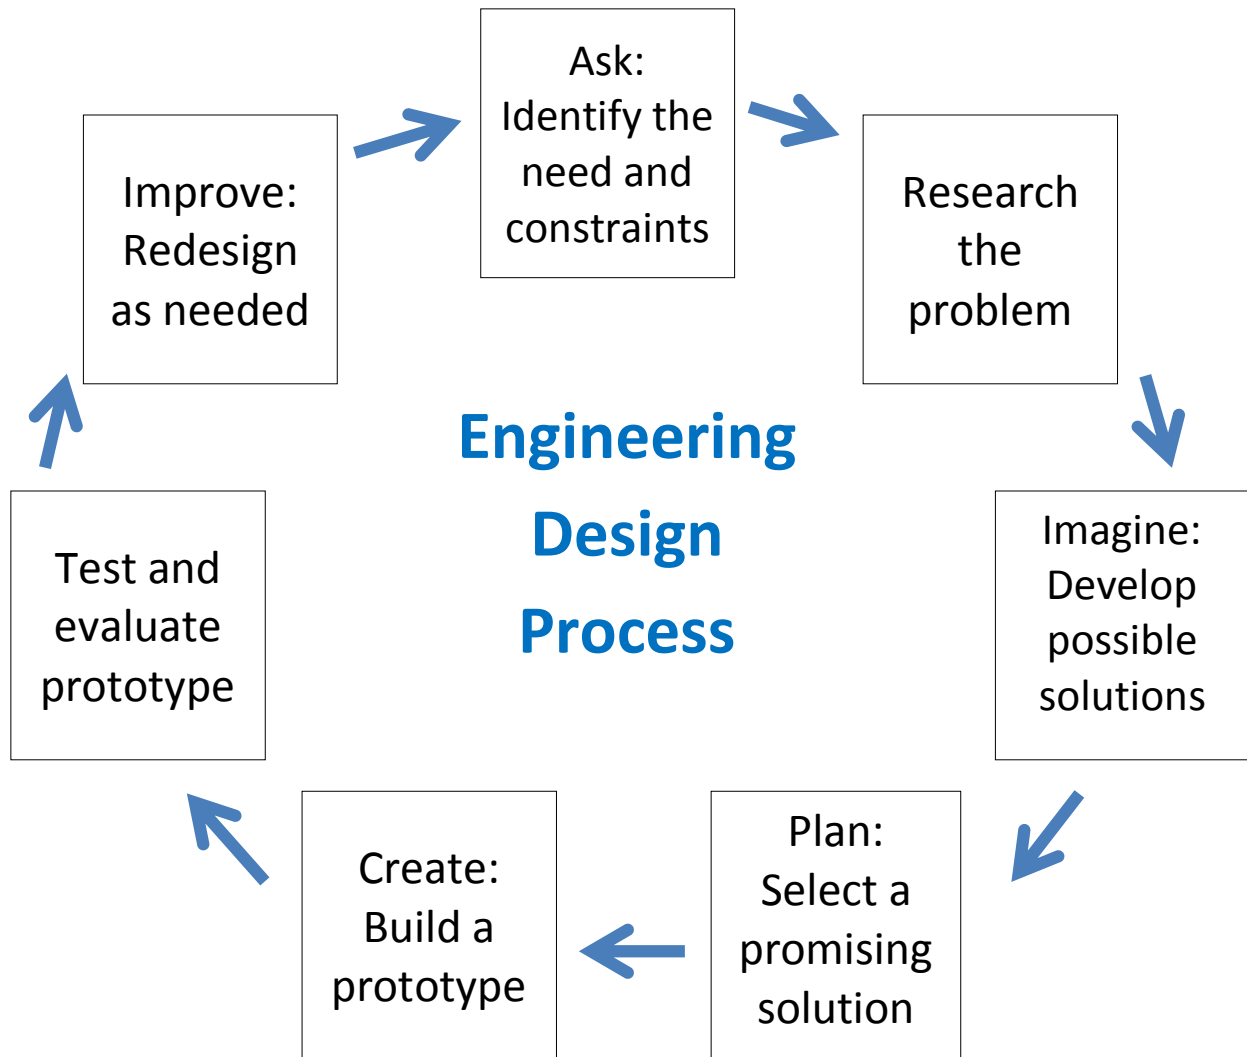 Ask:
Identify the
need and
constraints
Research
the
problem
Imagine:
Develop
possible
solutions
Plan:
Select a
promising
solution
Create:
Build a
prototype
Test and
evaluate
prototype
Improve:
Redesign
as needed
Engineering
Design
Process